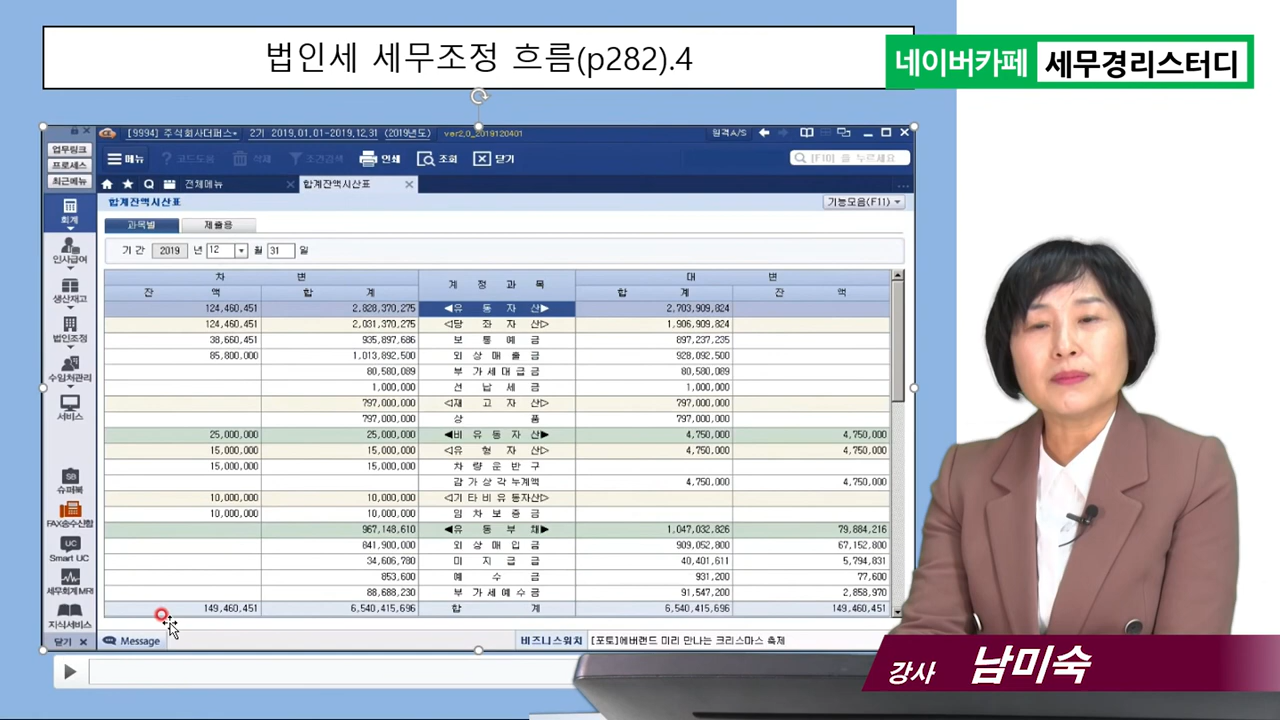 법인세 세무조정 흐름(p282).4
네이버카페 세무경리스터디
업무링크
프로세스
최근메뉴
[9994] 주식회사더퍼스 2기 2019.01.01-2019.12.31 (2019년도) ver2.0_2019120401 원격A/S
메뉴 ? 코드도움 삭제 조건검색 인쇄 조회 닫기 [F10] 을 누르세요
전체메뉴 합계잔액시산표
합계잔액시산표 기능모음(F11)
과목별 제출용
기 간 2019 년 12 월 31 일
차 변 계 정 과 목 대 변
잔 액 합 계 합 계 잔 액
124,460,451 2,828,370,275 ◀유 동 자 산▶ 2,703,909,824
124,460,451 2,031,370,275 ◁당 좌 자 산▷ 1,906,909,824
38,660,451 935,897,686 보 통 예 금 897,237,235
85,800,000 1,013,892,500 외 상 매 출 금 928,092,500
80,580,089 부 가 세 대 급 금 80,580,089
1,000,000 선 납 세 금 1,000,000
797,000,000 ◁재 고 자 산▷ 797,000,000
797,000,000 상 품 797,000,000
25,000,000 25,000,000 ◀비 유 동 자 산▶ 4,750,000 4,750,000
15,000,000 15,000,000 ◁유 형 자 산▷ 4,750,000 4,750,000
15,000,000 15,000,000 차 량 운 반 구
감 가 상 각 누계액 4,750,000 4,750,000
10,000,000 10,000,000 ◁기 타 비 유 동자산▷
10,000,000 10,000,000 임 차 보 증 금
967,148,610 ◀유 동 부 채▶ 1,047,032,826 79,884,216
841,900,000 외 상 매 입 금 909,052,800 67,152,800
34,606,780 미 지 급 금 40,401,611 5,794,831
853,600 예 수 금 931,200 77,600
88,688,230 부 가 세 예 수 금 91,547,200 2,858,970
149,460,451 6,540,415,696 합 계 6,540,415,696 149,460,451
회계
인사급여
생산재고
법인조정
수임처관리
서비스
SB
슈퍼북
FAX송수신함
UC
Smart UC
세무회계MRI
지식서비스
닫기 Message 비즈니스워치 [포토]에버랜드 미리 만나는 크리스마스 축제
강사 남미숙